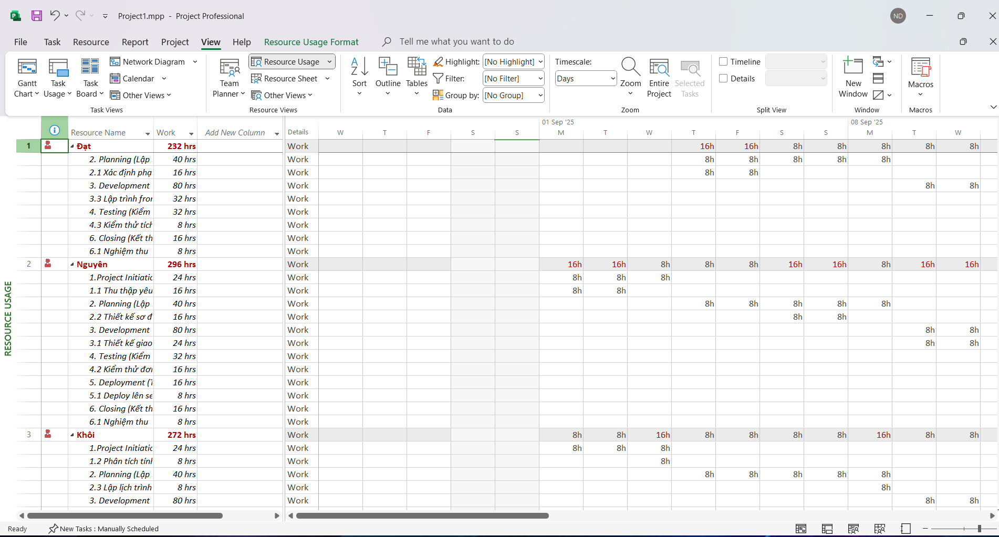 Project1.mpp - Project Professional
ND
File Task Resource Report Project View Help Resource Usage Format Tell me what you want to do
Gantt Chart
Task Usage
Task Board
Network Diagram
Calendar
Other Views
Task Views
Team Planner
Resource Usage
Resource Sheet
Other Views
Resource Views
Sort
Outline
Tables
Highlight: [No Highlight]
Filter: [No Filter]
Group by: [No Group]
Data
Timescale:
Days
Zoom
Entire Project
Selected Tasks
Zoom
Timeline
Details
Split View
New Window
Window
Macros
Macros
01 Sep '25 08 Sep '25
Resource Name Work Add New Column Details W T F S S M T W T F S S M T W
1 Đạt 232 hrs Work 16h 16h 8h 8h 8h 8h 8h
2. Planning (Lập 40 hrs Work 8h 8h 8h 8h 8h
2.1 Xác định phạ 16 hrs Work 8h 8h
3. Development 80 hrs Work 8h 8h
3.3 Lập trình fror 32 hrs Work
4. Testing (Kiểm 32 hrs Work
4.3 Kiểm thử tích 8 hrs Work
6. Closing (Kết th 16 hrs Work
6.1 Nghiệm thu 8 hrs Work
2 Nguyên 296 hrs Work 16h 16h 8h 8h 8h 16h 16h 8h 16h 16h
1.Project Initiatic 24 hrs Work 8h 8h 8h
1.1 Thu thập yêu 16 hrs Work 8h 8h
2. Planning (Lập 40 hrs Work 8h 8h 8h 8h 8h
2.2 Thiết kế sơ đ 16 hrs Work 8h 8h
3. Development 80 hrs Work 8h 8h
3.1 Thiết kế giao 24 hrs Work 8h 8h
4. Testing (Kiểm 32 hrs Work
4.2 Kiểm thử đơn 16 hrs Work
5. Deployment (T 16 hrs Work
5.1 Deploy lên se 8 hrs Work
6. Closing (Kết th 16 hrs Work
6.1 Nghiệm thu 8 hrs Work
3 Khôi 272 hrs Work 8h 8h 16h 8h 8h 8h 8h 16h 8h 8h
1.Project Initiatic 24 hrs Work 8h 8h 8h
1.2 Phân tích tính 8 hrs Work 8h
2. Planning (Lập 40 hrs Work 8h 8h 8h 8h 8h
2.3 Lập lịch trình 8 hrs Work 8h
3. Development 80 hrs Work 8h 8h
RESOURCE USAGE
Ready New Tasks : Manually Scheduled